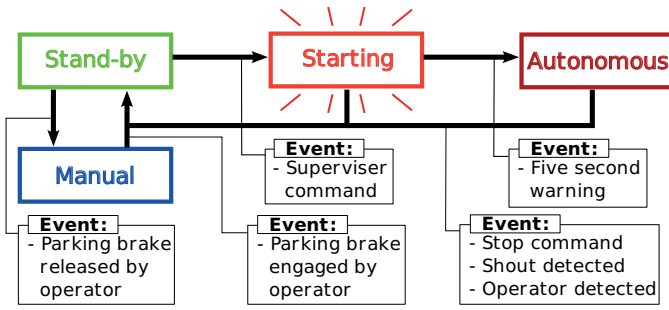 Stand-by
Starting
Autonomous
Manual
Event:
- Superviser
command
Event:
- Five second
warning
Event:
- Parking brake
released by
operator
Event:
- Parking brake
engaged by
operator
Event:
- Stop command
- Shout detected
- Operator detected